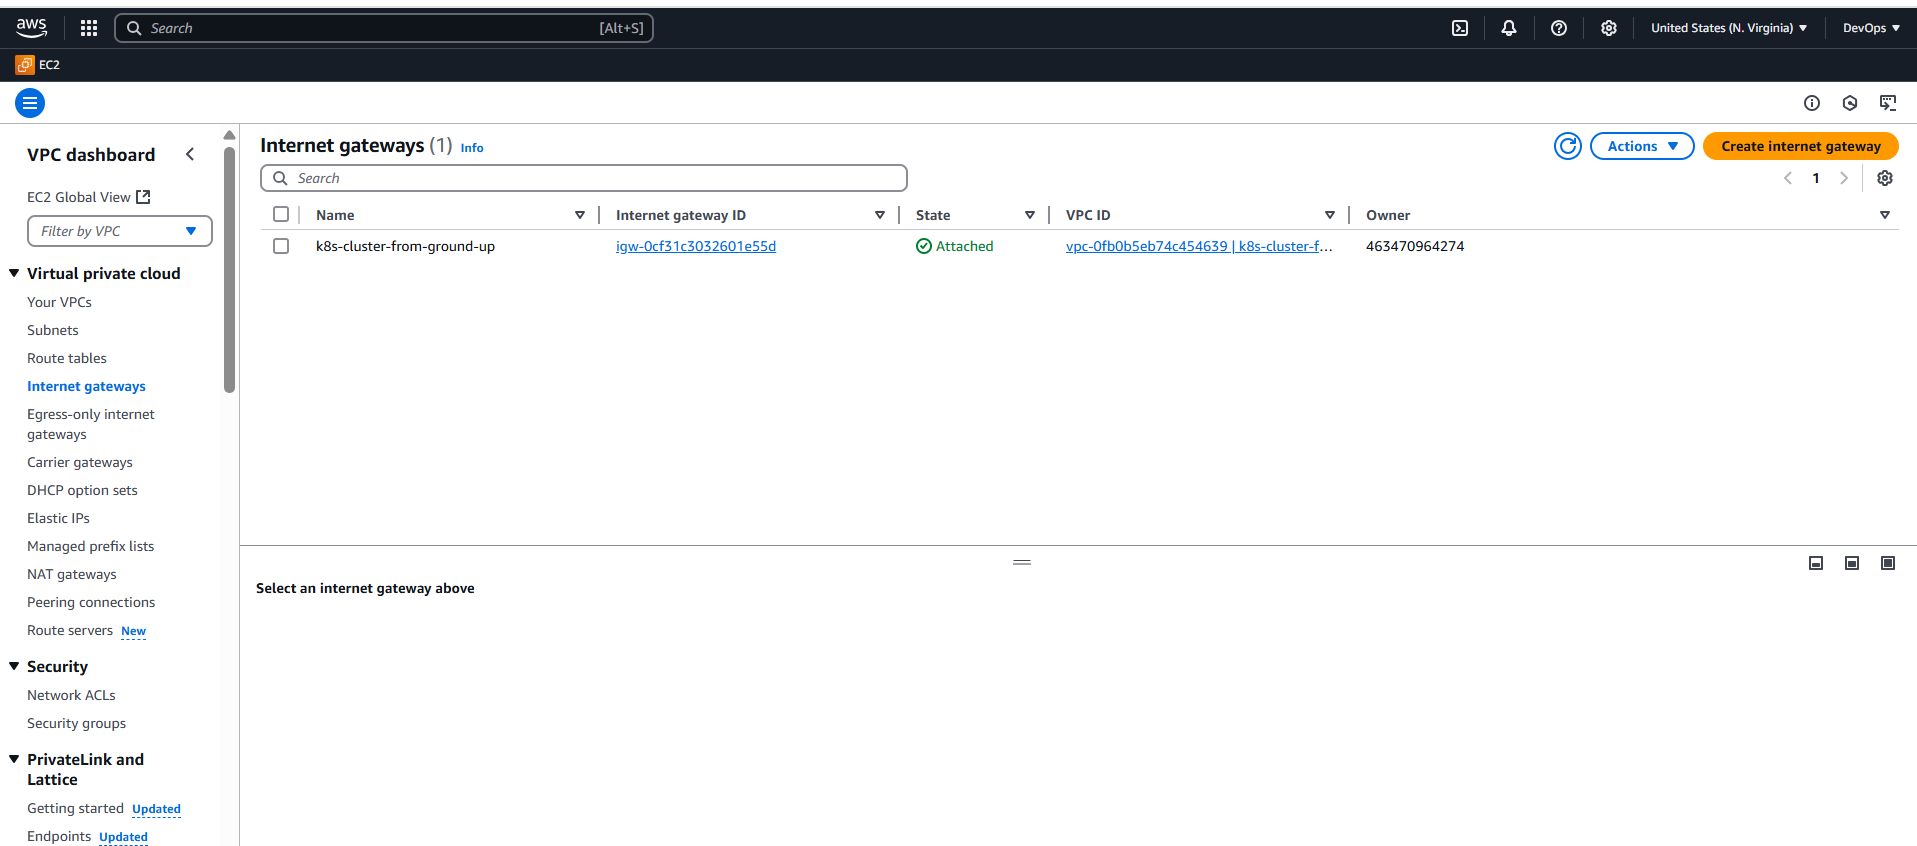 aws
Search [Alt+S]
United States (N. Virginia)
DevOps
EC2
VPC dashboard
EC2 Global View
Filter by VPC
Virtual private cloud
Your VPCs
Subnets
Route tables
Internet gateways
Egress-only internet
gateways
Carrier gateways
DHCP option sets
Elastic IPs
Managed prefix lists
NAT gateways
Peering connections
Route servers New
Security
Network ACLs
Security groups
PrivateLink and
Lattice
Getting started Updated
Endpoints Updated
Internet gateways (1) Info
Actions
Create internet gateway
Search
1
Name Internet gateway ID State VPC ID Owner
k8s-cluster-from-ground-up igw-0cf31c3032601e55d Attached vpc-0fb0b5eb74c454639 | k8s-cluster-f... 463470964274
Select an internet gateway above